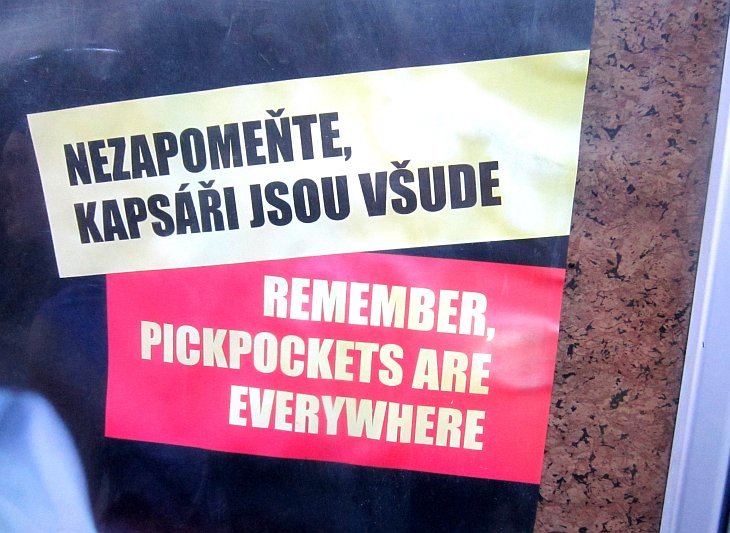 NEZAPOMEŇTE,
KAPSÁŘI JSOU VŠUDE
REMEMBER,
PICKPOCKETS ARE
EVERYWHERE